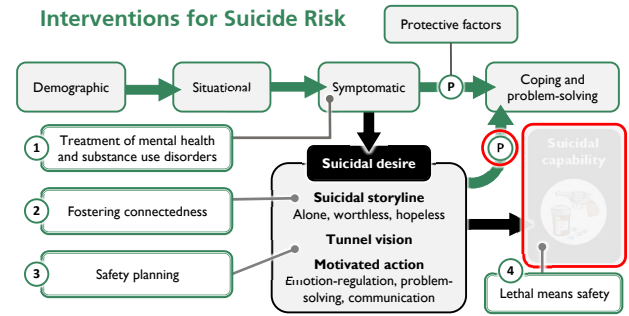 Interventions for Suicide Risk
Protective factors
Demographic
Situational
Symptomatic
P
Coping and
problem-solving
1
Treatment of mental health
and substance use disorders
P
Suicidal
capability
Suicidal desire
2
Fostering connectedness
Suicidal storyline
Alone, worthless, hopeless
Tunnel vision
Motivated action
Emotion-regulation, problem-
solving, communication
3
Safety planning
4
Lethal means safety